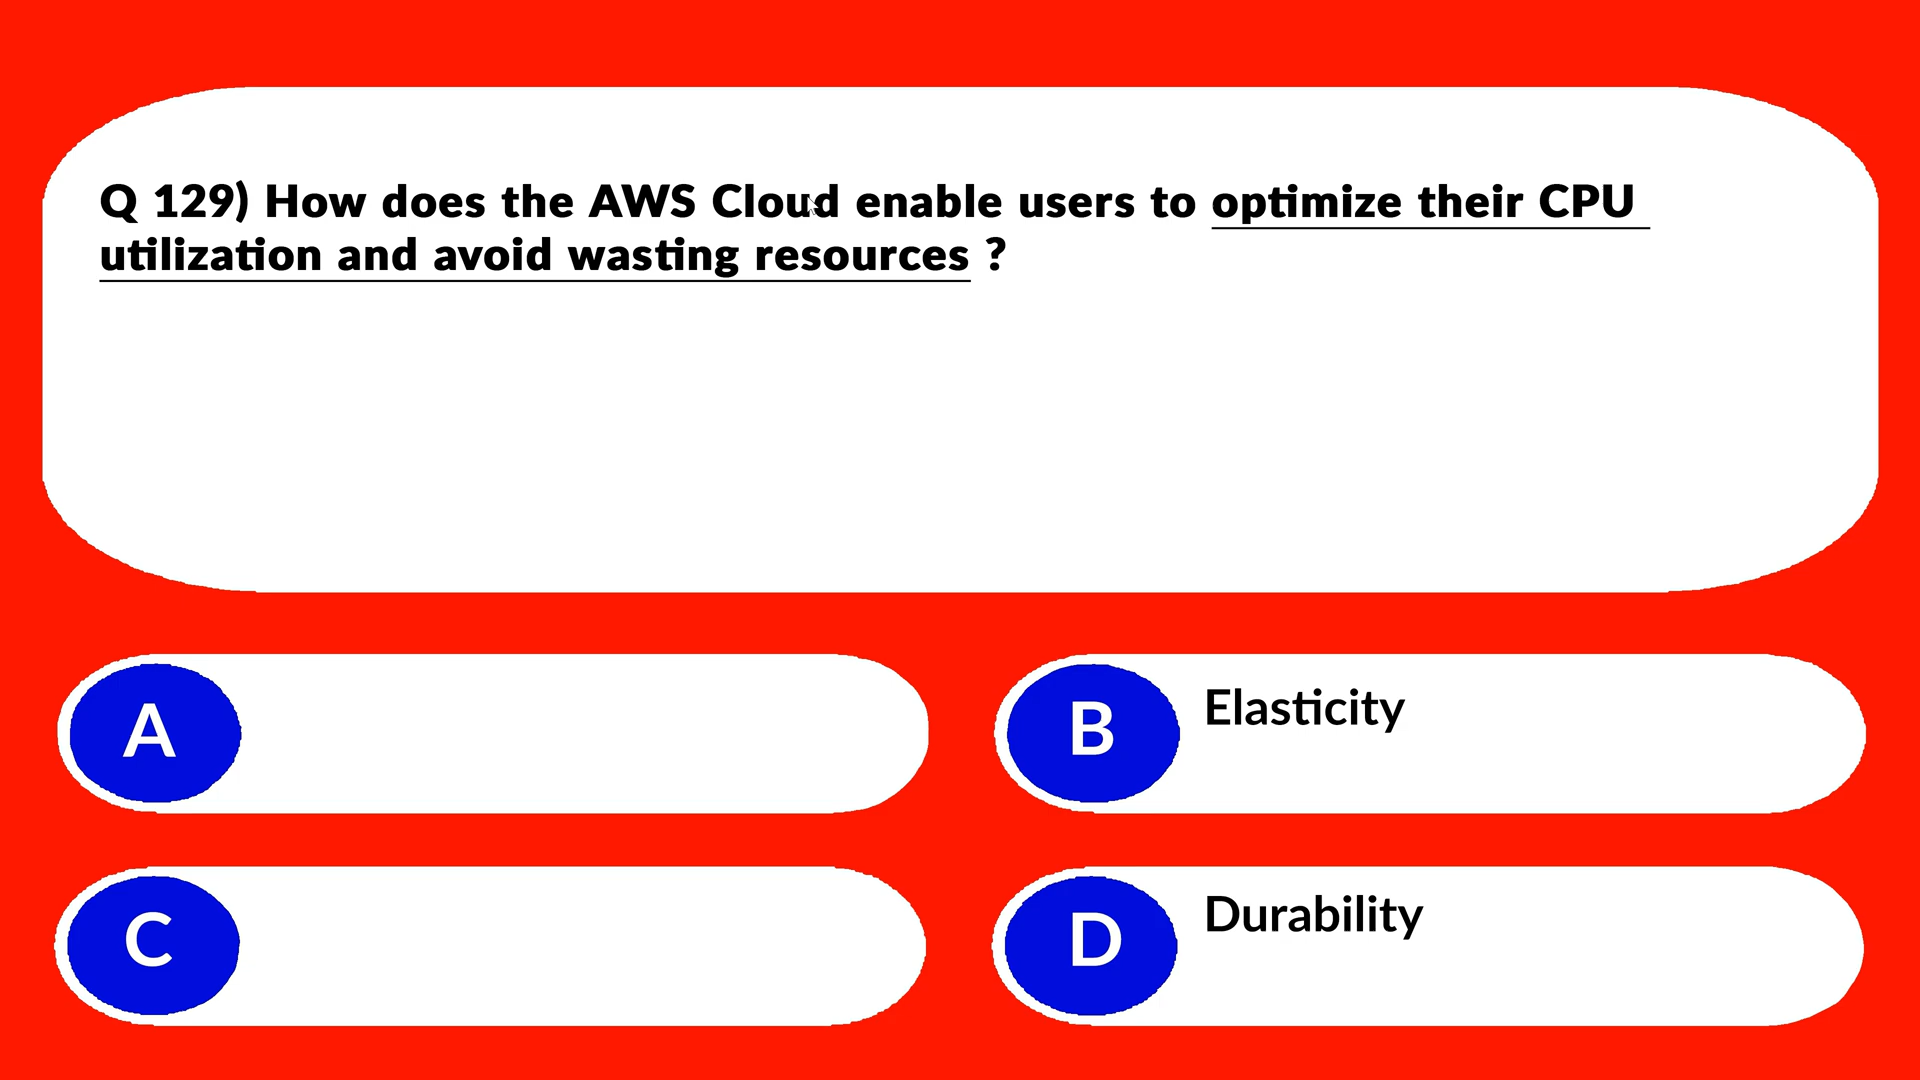 Q 129) How does the AWS Cloud enable users to optimize their CPU
utilization and avoid wasting resources ?
A
B
Elasticity
C
D
Durability